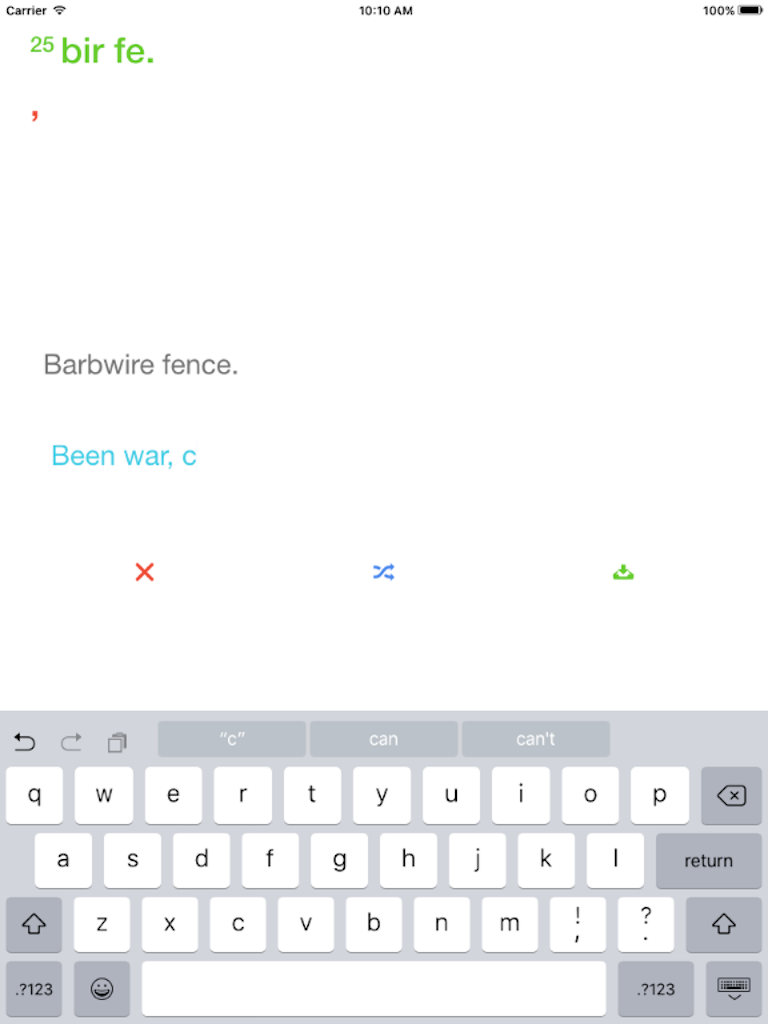 Carrier 10:10 AM 100%
25 bir fe.
,
Barbwire fence.
Been war, c
“c” can can't
q w e r t y u i o p
a s d f g h j k l return
z x c v b n m ! , ? .
.?123 .?123